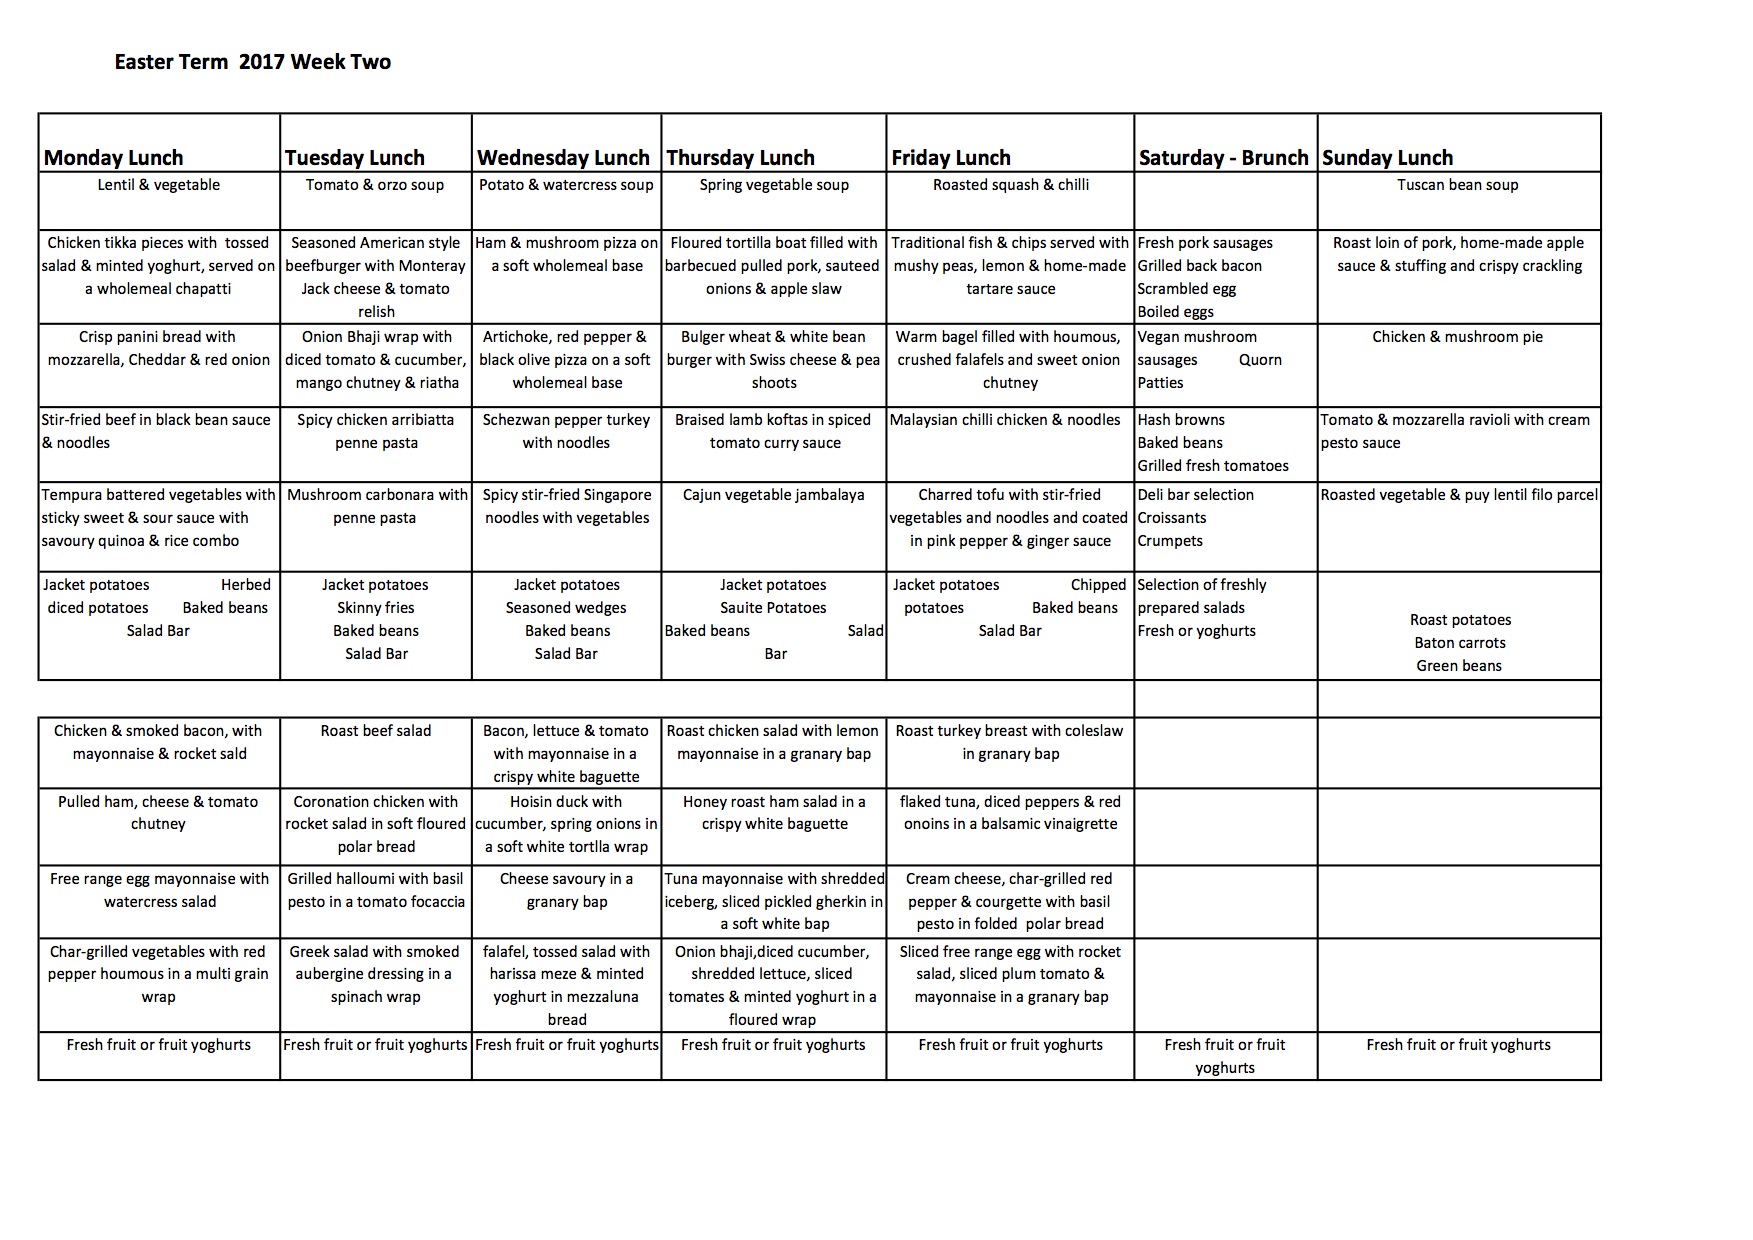 Easter Term  2017 Week Two
Monday Lunch
Tuesday Lunch
Wednesday Lunch
Thursday Lunch
Friday Lunch
Saturday - Brunch
Sunday Lunch
Lentil & vegetable
Tomato & orzo soup
Potato & watercress soup
Spring vegetable soup
Roasted squash & chilli
Tuscan bean soup
Chicken tikka pieces with  tossed
salad & minted yoghurt, served on
a wholemeal chapatti
Seasoned American style
beefburger with Monteray
Jack cheese & tomato
relish
Ham & mushroom pizza on
a soft wholemeal base
Floured tortilla boat filled with
barbecued pulled pork, sauteed
onions & apple slaw
Traditional fish & chips served with
mushy peas, lemon & home-made
tartare sauce
Fresh pork sausages
Grilled back bacon
Scrambled egg
Boiled eggs
Roast loin of pork, home-made apple
sauce & stuffing and crispy crackling
Crisp panini bread with
mozzarella, Cheddar & red onion
Onion Bhaji wrap with
diced tomato & cucumber,
mango chutney & riatha
Artichoke, red pepper &
black olive pizza on a soft
wholemeal base
Bulger wheat & white bean
burger with Swiss cheese & pea
shoots
Warm bagel filled with houmous,
crushed falafels and sweet onion
chutney
Vegan mushroom
sausages Quorn
Patties
Chicken & mushroom pie
Stir-fried beef in black bean sauce
& noodles
Spicy chicken arribiatta
penne pasta
Schezwan pepper turkey
with noodles
Braised lamb koftas in spiced
tomato curry sauce
Malaysian chilli chicken & noodles
Hash browns
Baked beans
Grilled fresh tomatoes
Tomato & mozzarella ravioli with cream
pesto sauce
Tempura battered vegetables with
sticky sweet & sour sauce with
savoury quinoa & rice combo
Mushroom carbonara with
penne pasta
Spicy stir-fried Singapore
noodles with vegetables
Cajun vegetable jambalaya
Charred tofu with stir-fried
vegetables and noodles and coated
in pink pepper & ginger sauce
Deli bar selection
Croissants
Crumpets
Roasted vegetable & puy lentil filo parcel
Jacket potatoes Herbed
diced potatoes Baked beans
Salad Bar
Jacket potatoes
Skinny fries
Baked beans
Salad Bar
Jacket potatoes
Seasoned wedges
Baked beans
Salad Bar
Jacket potatoes
Sauite Potatoes
Baked beans Salad
Bar
Jacket potatoes Chipped
potatoes Baked beans
Salad Bar
Selection of freshly
prepared salads
Fresh or yoghurts
Roast potatoes
Baton carrots
Green beans
Chicken & smoked bacon, with
mayonnaise & rocket sald
Roast beef salad
Bacon, lettuce & tomato
with mayonnaise in a
crispy white baguette
Roast chicken salad with lemon
mayonnaise in a granary bap
Roast turkey breast with coleslaw
in granary bap
Pulled ham, cheese & tomato
chutney
Coronation chicken with
rocket salad in soft floured
polar bread
Hoisin duck with
cucumber, spring onions in
a soft white tortlla wrap
Honey roast ham salad in a
crispy white baguette
flaked tuna, diced peppers & red
onoins in a balsamic vinaigrette
Free range egg mayonnaise with
watercress salad
Grilled halloumi with basil
pesto in a tomato focaccia
Cheese savoury in a
granary bap
Tuna mayonnaise with shredded
iceberg, sliced pickled gherkin in
a soft white bap
Cream cheese, char-grilled red
pepper & courgette with basil
pesto in folded  polar bread
Char-grilled vegetables with red
pepper houmous in a multi grain
wrap
Greek salad with smoked
aubergine dressing in a
spinach wrap
falafel, tossed salad with
harissa meze & minted
yoghurt in mezzaluna
bread
Onion bhaji,diced cucumber,
shredded lettuce, sliced
tomates & minted yoghurt in a
floured wrap
Sliced free range egg with rocket
salad, sliced plum tomato &
mayonnaise in a granary bap
Fresh fruit or fruit yoghurts
Fresh fruit or fruit yoghurts
Fresh fruit or fruit yoghurts
Fresh fruit or fruit yoghurts
Fresh fruit or fruit yoghurts
Fresh fruit or fruit
yoghurts
Fresh fruit or fruit yoghurts